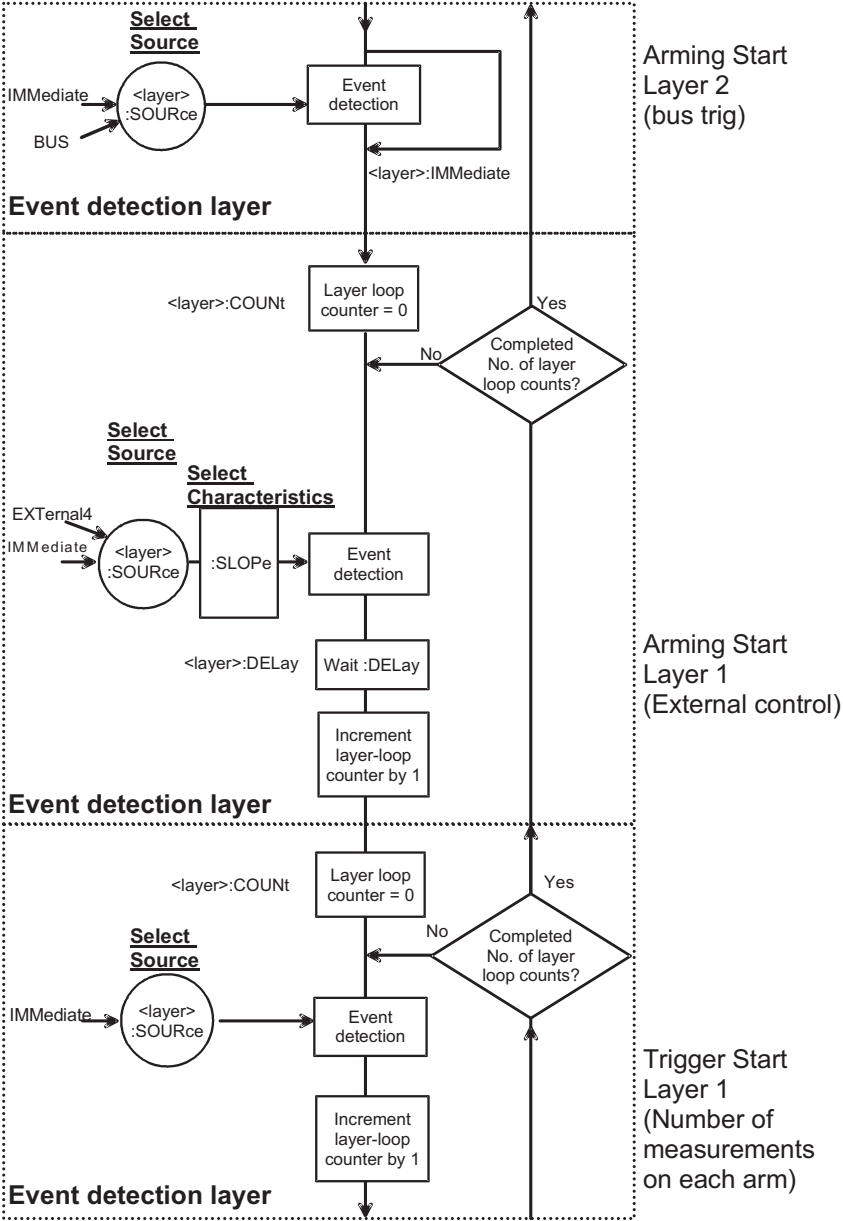 Select
Source
IMMediate
BUS
<layer>
:SOURce
Event
detection
<layer>:IMMediate
Event detection layer
Arming Start
Layer 2
(bus trig)
<layer>:COUNt
Layer loop
counter = 0
Yes
No
Completed
No. of layer
loop counts?
Select
Source
Select
Characteristics
EXTernal4
IMMediate
<layer>
:SOURce
:SLOPe
Event
detection
<layer>:DELay
Wait :DELay
Increment
layer-loop
counter by 1
Event detection layer
Arming Start
Layer 1
(External control)
<layer>:COUNt
Layer loop
counter = 0
Yes
No
Completed
No. of layer
loop counts?
Select
Source
IMMediate
<layer>
:SOURce
Event
detection
Increment
layer-loop
counter by 1
Event detection layer
Trigger Start
Layer 1
(Number of
measurements
on each arm)